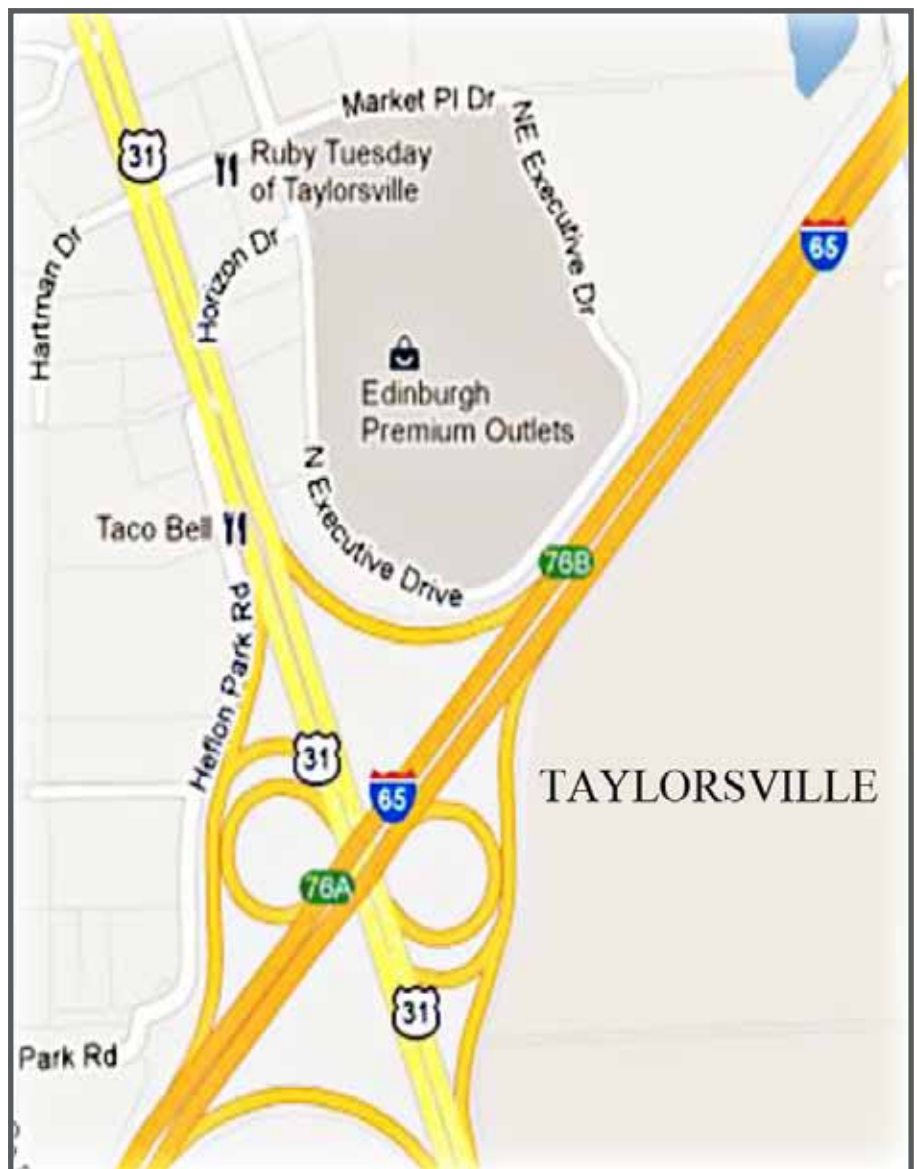 Market Pl Dr
31
Ruby Tuesday
of Taylorsville
NE Executive Dr
65
Hartman Dr
Horizon Dr
Edinburgh
Premium Outlets
N Executive Drive
Taco Bell
76B
Heflon Park Rd
31
65
TAYLORSVILLE
76A
31
Park Rd